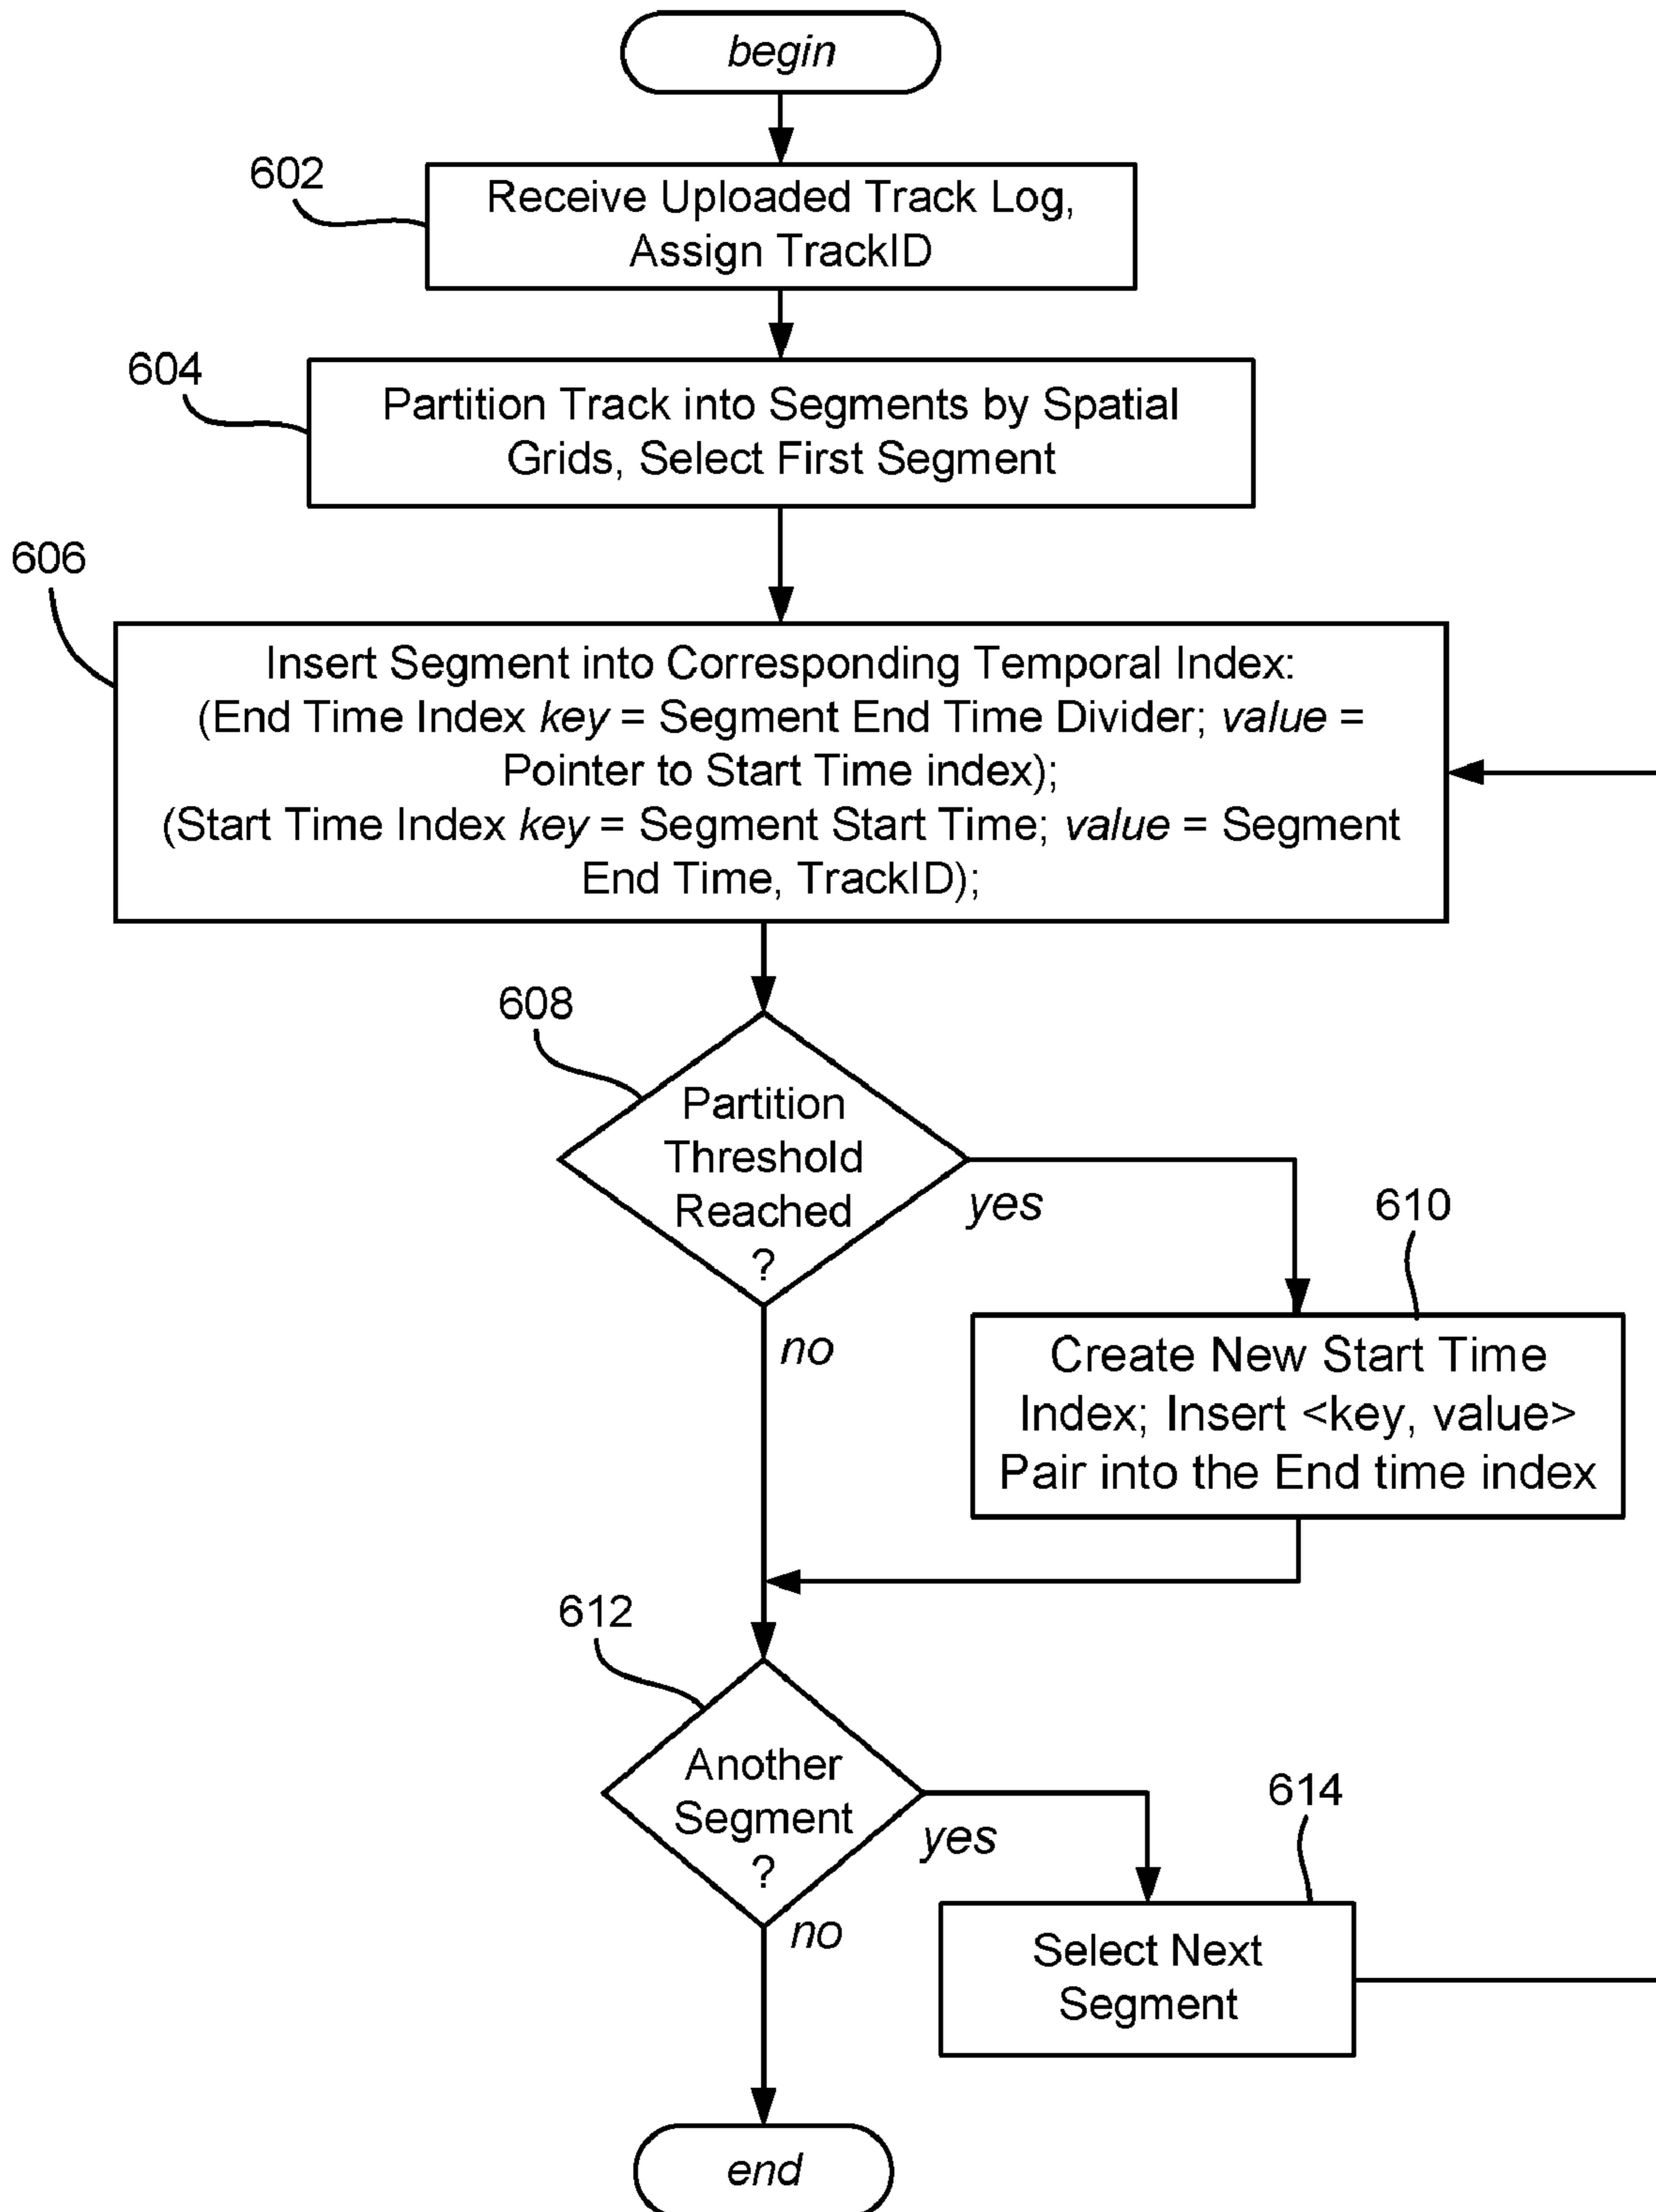 begin
602
Receive Uploaded Track Log,
Assign TrackID
604
Partition Track into Segments by Spatial
Grids, Select First Segment
606
Insert Segment into Corresponding Temporal Index:
(End Time Index key = Segment End Time Divider; value =
Pointer to Start Time index);
(Start Time Index key = Segment Start Time; value = Segment
End Time, TrackID);
608
Partition
Threshold
Reached
?
yes
no
610
Create New Start Time
Index; Insert <key, value>
Pair into the End time index
612
Another
Segment
?
yes
no
614
Select Next
Segment
end